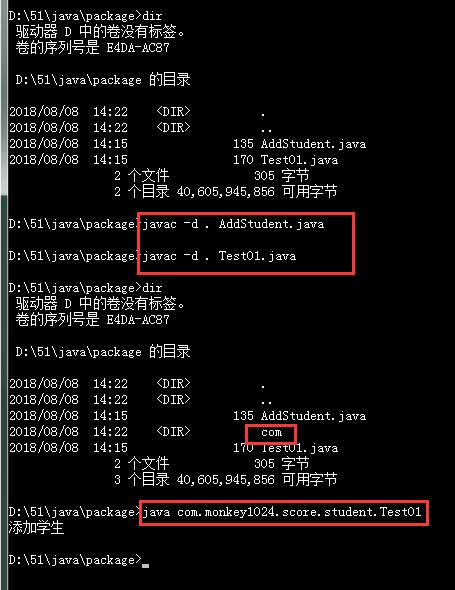 D:\51\java\package>dir
驱动器 D 中的卷没有标签。
卷的序列号是 E4DA-AC87
D:\51\java\package 的目录
2018/08/08  14:22    <DIR>          .
2018/08/08  14:22    <DIR>          ..
2018/08/08  14:15               135 AddStudent.java
2018/08/08  14:15               170 Test01.java
2 个文件            305 字节
2 个目录 40,605,945,856 可用字节
D:\51\java\package>javac -d . AddStudent.java
D:\51\java\package>javac -d . Test01.java
D:\51\java\package>dir
驱动器 D 中的卷没有标签。
卷的序列号是 E4DA-AC87
D:\51\java\package 的目录
2018/08/08  14:22    <DIR>          .
2018/08/08  14:22    <DIR>          ..
2018/08/08  14:15               135 AddStudent.java
2018/08/08  14:22    <DIR>          com
2018/08/08  14:15               170 Test01.java
2 个文件            305 字节
3 个目录 40,605,945,856 可用字节
D:\51\java\package>java com.monkey1024.score.student.Test01
添加学生
D:\51\java\package>